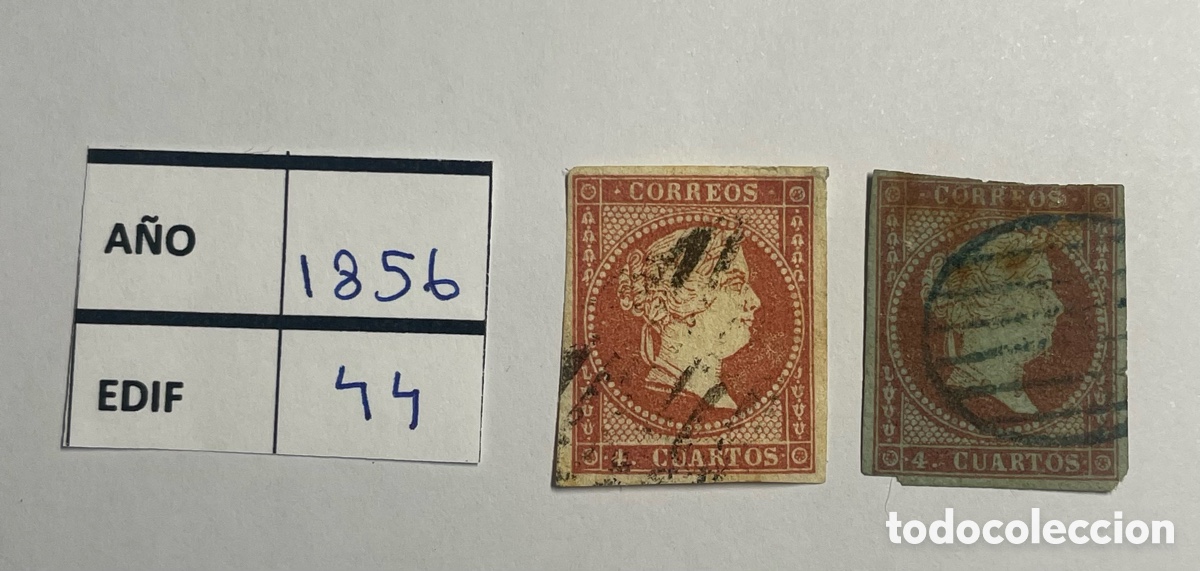 AÑO 1856
EDIF 44
CORREOS
4. CUARTOS
CORREOS
4. CUARTOS
todocoleccion